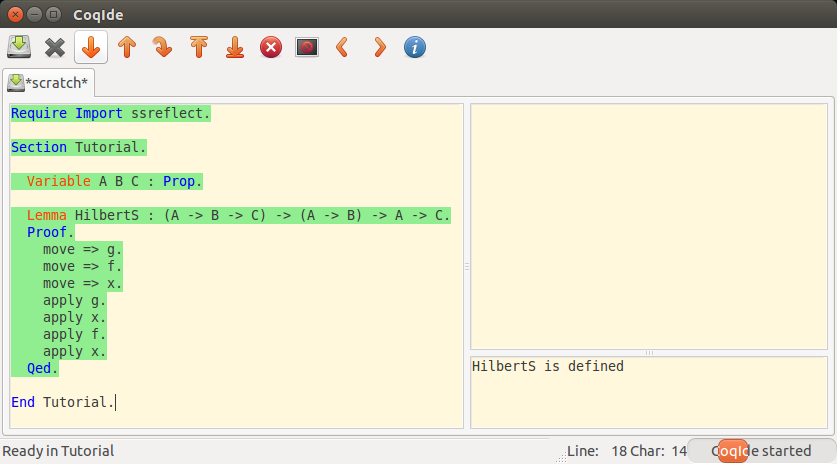 CoqIde
*scratch*
Require Import ssreflect.
Section Tutorial.
Variable A B C : Prop.
Lemma HilbertS : (A -> B -> C) -> (A -> B) -> A -> C.
Proof.
move => g.
move => f.
move => x.
apply g.
apply x.
apply f.
apply x.
Qed.
End Tutorial.
HilbertS is defined
Ready in Tutorial
Line: 18 Char: 14
CoqIde started